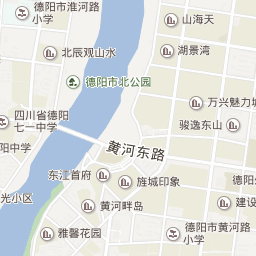 德阳市淮河路
小学
山海天
北辰观山水
湖景湾
德阳市北公园
万兴魅力城
四川省德阳
七一中学
骏逸东山
黄河东路
阳中学
东江首府
旌城印象
德阳
光小区
建设
黄河畔岛
雅馨花园
德阳市黄河路
小学